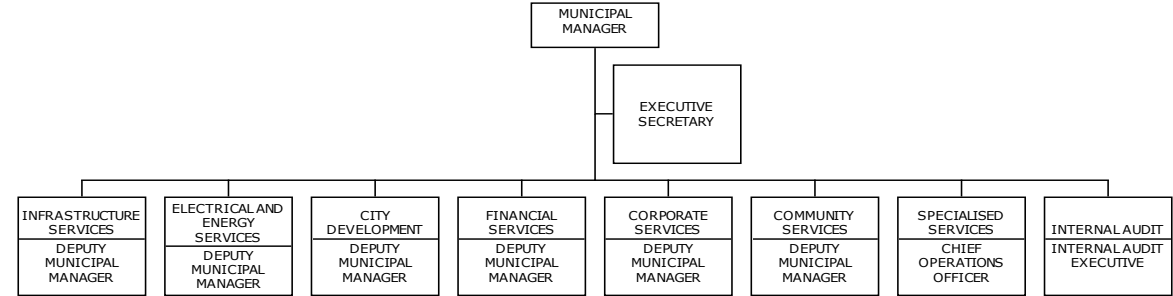 MUNICIPAL
MANAGER
EXECUTIVE
SECRETARY
INFRASTRUCTURE
SERVICES
DEPUTY
MUNICIPAL
MANAGER
ELECTRICAL AND
ENERGY
SERVICES
DEPUTY
MUNICIPAL
MANAGER
CITY
DEVELOPMENT
DEPUTY
MUNICIPAL
MANAGER
FINANCIAL
SERVICES
DEPUTY
MUNICIPAL
MANAGER
CORPORATE
SERVICES
DEPUTY
MUNICIPAL
MANAGER
COMMUNITY
SERVICES
DEPUTY
MUNICIPAL
MANAGER
SPECIALISED
SERVICES
CHIEF
OPERATIONS
OFFICER
INTERNAL AUDIT
INTERNAL AUDIT
EXECUTIVE